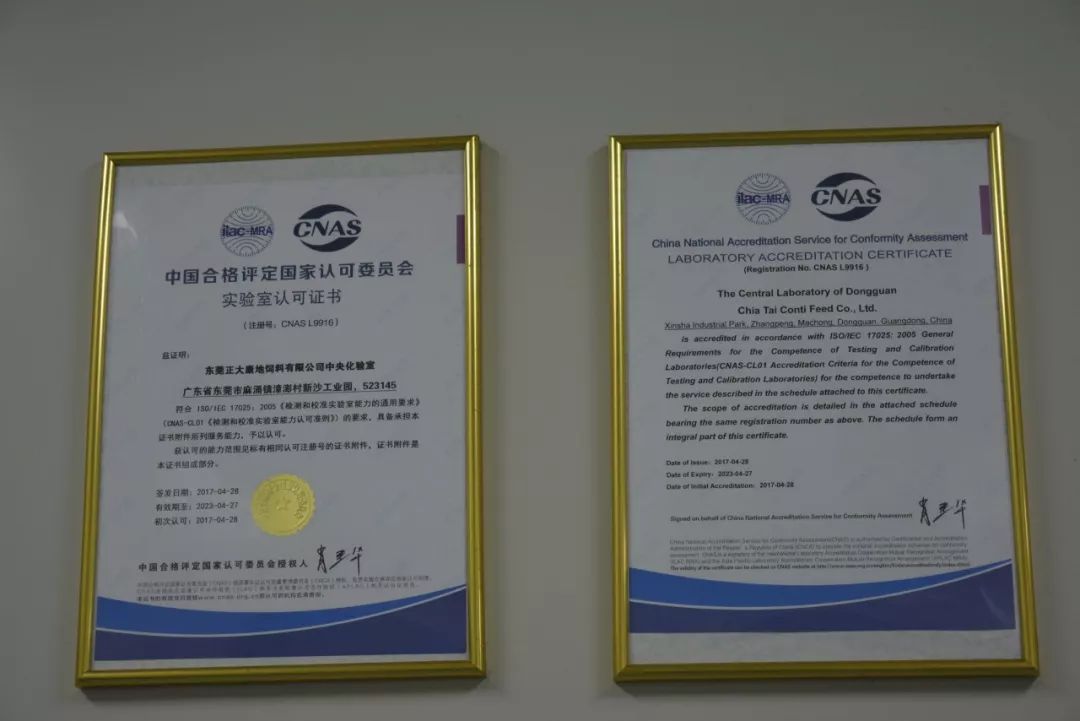 ilac-MRA
CNAS
中国合格评定国家认可委员会
实验室认可证书
（注册号：CNAS L9916）
兹证明：
东莞正大康地饲料有限公司中央化验室
广东省东莞市麻涌镇漳澎村新沙工业园，523145
符合 ISO/IEC 17025：2005《检测和校准实验室能力的通用要求》
（CNAS-CL01《检测和校准实验室能力认可准则》）的要求，具备承担本
证书附件所列服务能力，予以认可。
获认可的能力范围见标有相同认可注册号的证书附件，证书附件是
本证书组成部分。
签发日期：2017-04-28
有效期至：2023-04-27
初次认可：2017-04-28
中国合格评定国家认可委员会授权人
ilac-MRA
CNAS
China National Accreditation Service for Conformity Assessment
LABORATORY ACCREDITATION CERTIFICATE
(Registration No. CNAS L9916 )
The Central Laboratory of Dongguan
Chia Tai Conti Feed Co., Ltd.
Xinsha Industrial Park, Zhangpeng, Machong, Dongguan, Guangdong, China
is accredited in accordance with ISO/IEC 17025: 2005 General
Requirements for the Competence of Testing and Calibration
Laboratories(CNAS-CL01 Accreditation Criteria for the Competence of
Testing and Calibration Laboratories) for the competence to undertake
the service described in the schedule attached to this certificate.
The scope of accreditation is detailed in the attached schedule
bearing the same registration number as above. The schedule form an
integral part of this certificate.
Date of Issue: 2017-04-28
Date of Expiry: 2023-04-27
Date of Initial Accreditation: 2017-04-28
Signed on behalf of China National Accreditation Service for Conformity Assessment